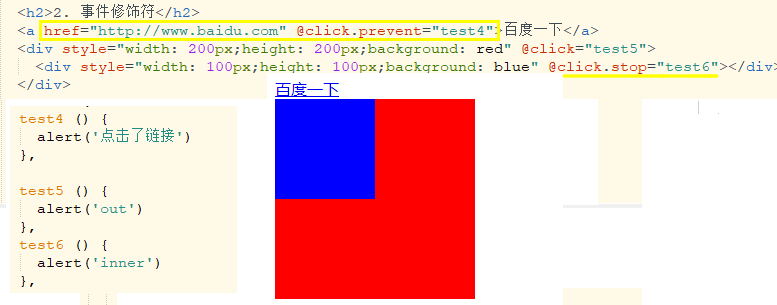 <h2>2. 事件修饰符</h2>
<a href="http://www.baidu.com" @click.prevent="test4">百度一下</a>
<div style="width: 200px;height: 200px;background: red" @click="test5">
<div style="width: 100px;height: 100px;background: blue" @click.stop="test6"></div>
</div>
百度一下
test4 () {
alert('点击了链接')
},
test5 () {
alert('out')
},
test6 () {
alert('inner')
},